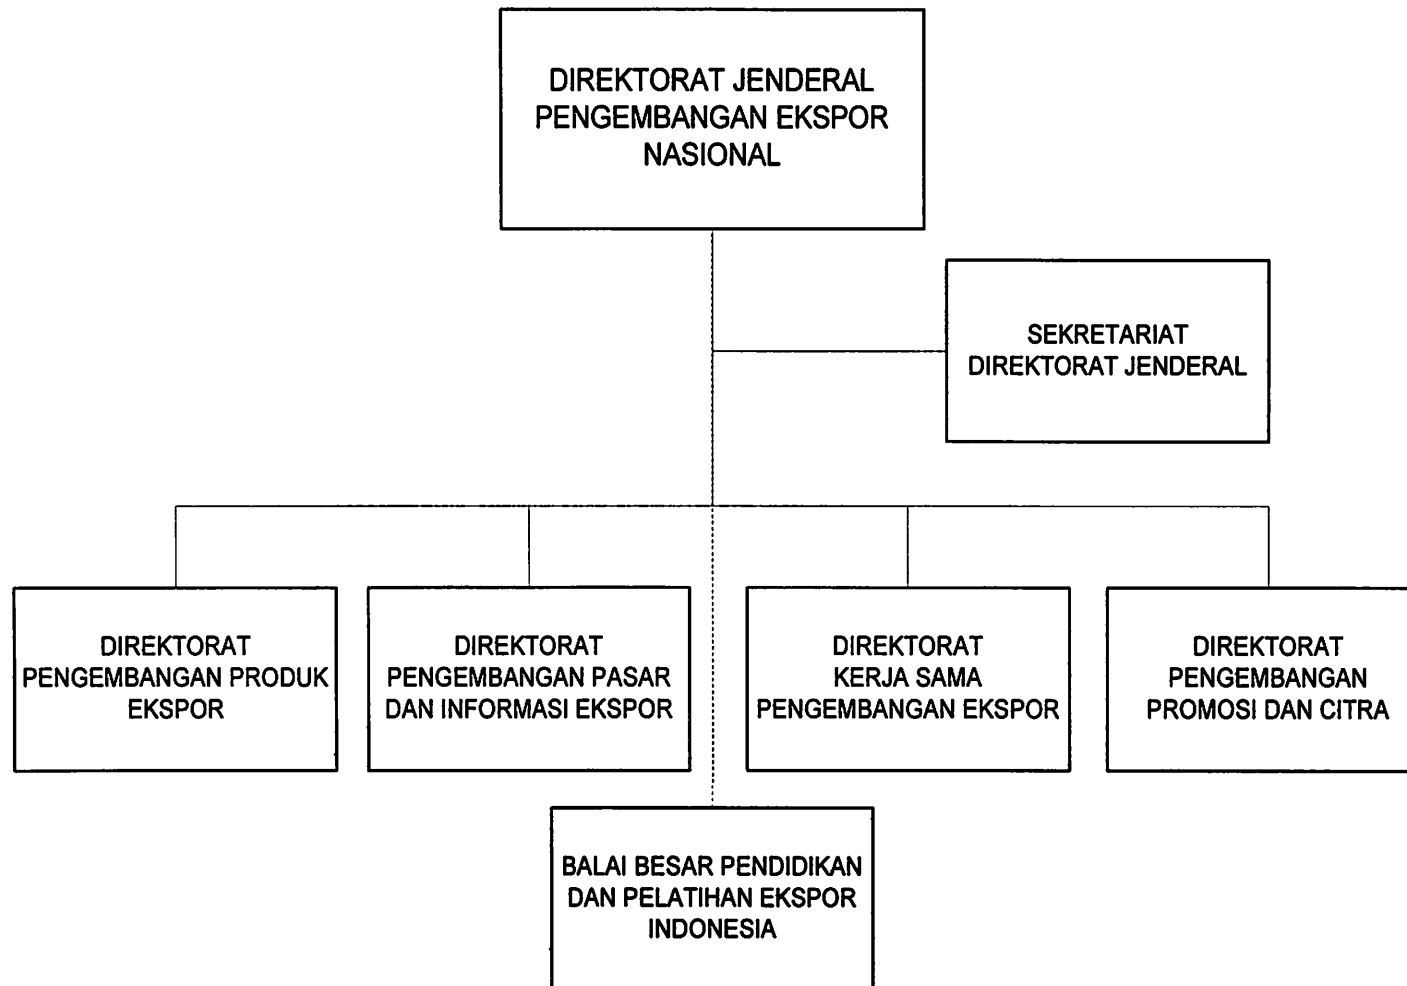 DIREKTORAT JENDERAL
PENGEMBANGAN EKSPOR
NASIONAL
SEKRETARIAT
DIREKTORAT JENDERAL
DIREKTORAT
PENGEMBANGAN PRODUK
EKSPOR
DIREKTORAT
PENGEMBANGAN PASAR
DAN INFORMASI EKSPOR
DIREKTORAT
KERJA SAMA
PENGEMBANGAN EKSPOR
DIREKTORAT
PENGEMBANGAN
PROMOSI DAN CITRA
BALAI BESAR PENDIDIKAN
DAN PELATIHAN EKSPOR
INDONESIA